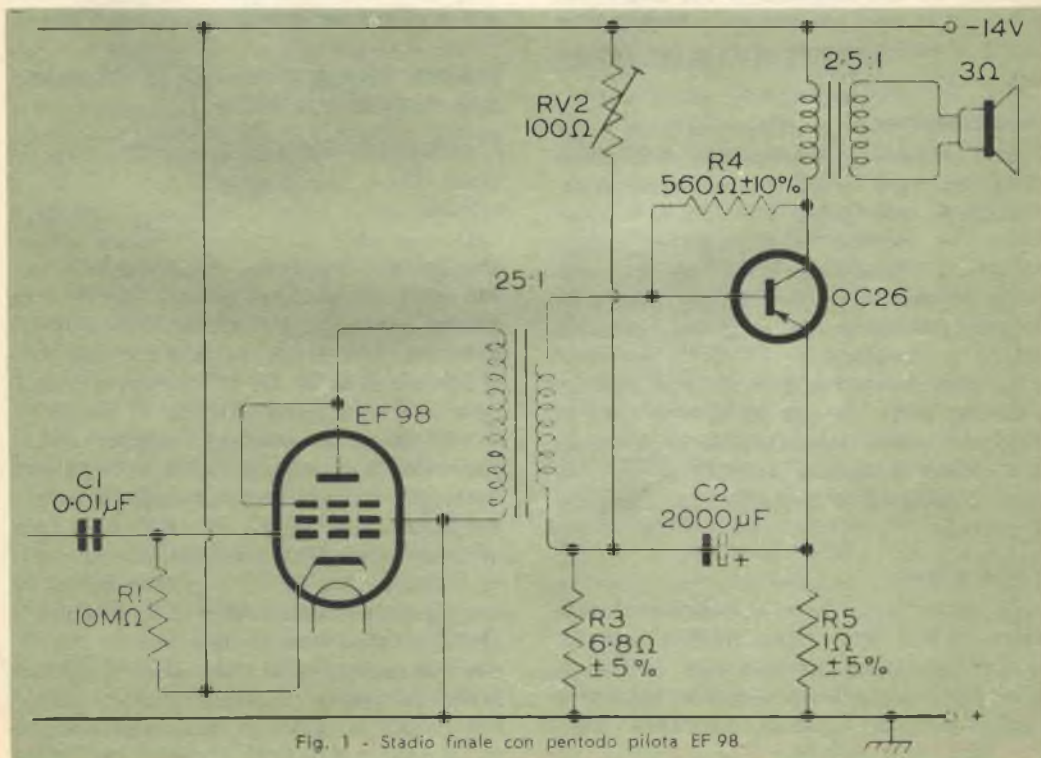 -14V
2·5:1
3Ω
RV2
100Ω
R4
560Ω±10%
25:1
OC26
EF98
C1
0·01μF
C2
2000μF
+
R1
10MΩ
R3
6·8Ω
±5%
R5
1Ω
±5%
+
Fig. 1 - Stadio finale con pentodo pilota EF 98.